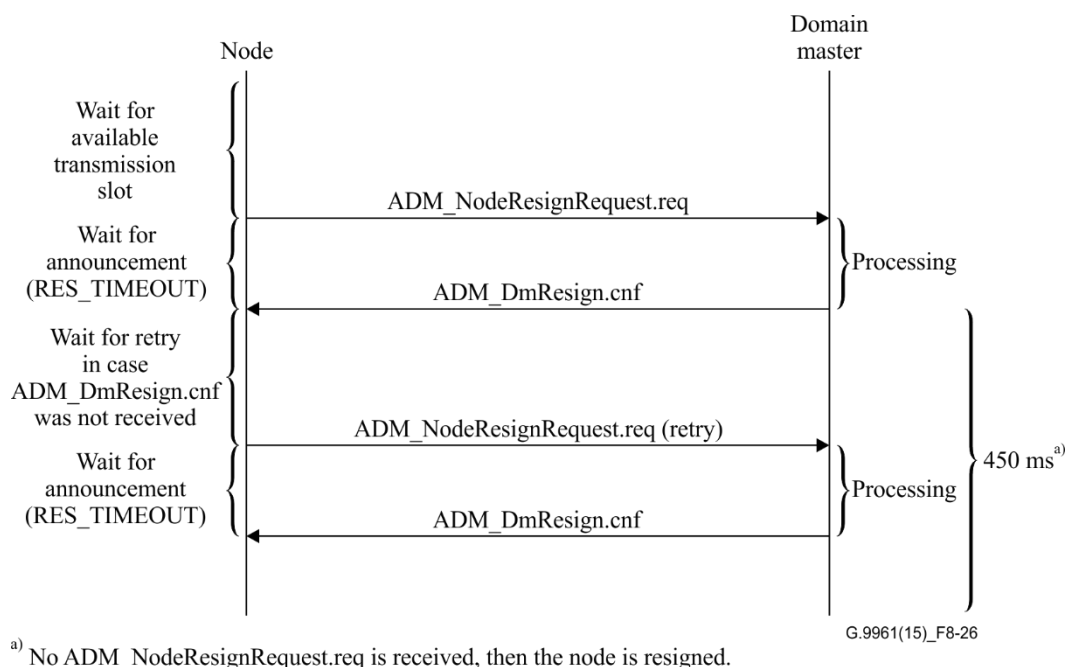 Node
Domain
master
Wait for
available
transmission
slot
ADM_NodeResignRequest.req
Wait for
announcement
(RES_TIMEOUT)
Processing
ADM_DmResign.cnf
Wait for retry
in case
ADM_DmResign.cnf
was not received
ADM_NodeResignRequest.req (retry)
450 ms a)
Wait for
announcement
(RES_TIMEOUT)
Processing
ADM_DmResign.cnf
G.9961(15)_F8-26
a) No ADM_NodeResignRequest.req is received, then the node is resigned.